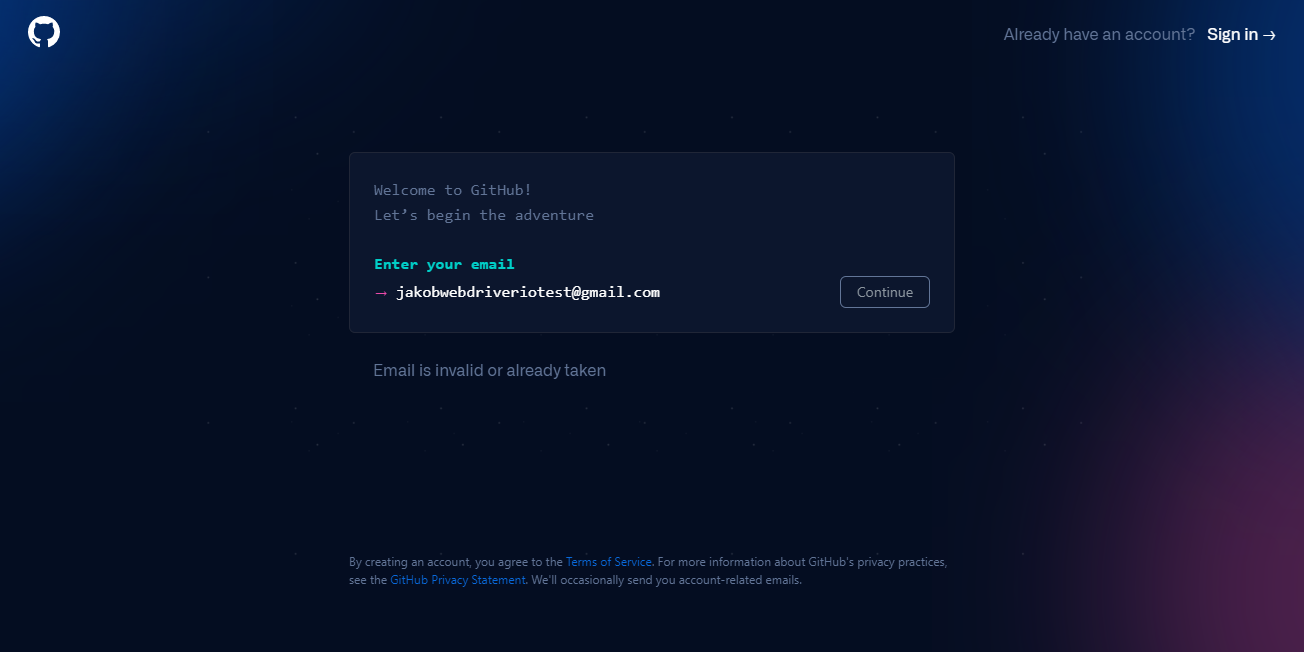 Already have an account? Sign in →
Welcome to GitHub!
Let’s begin the adventure
Enter your email
→ jakobwebdriveriotest@gmail.com
Continue
Email is invalid or already taken
By creating an account, you agree to the Terms of Service. For more information about GitHub's privacy practices,
see the GitHub Privacy Statement. We'll occasionally send you account-related emails.